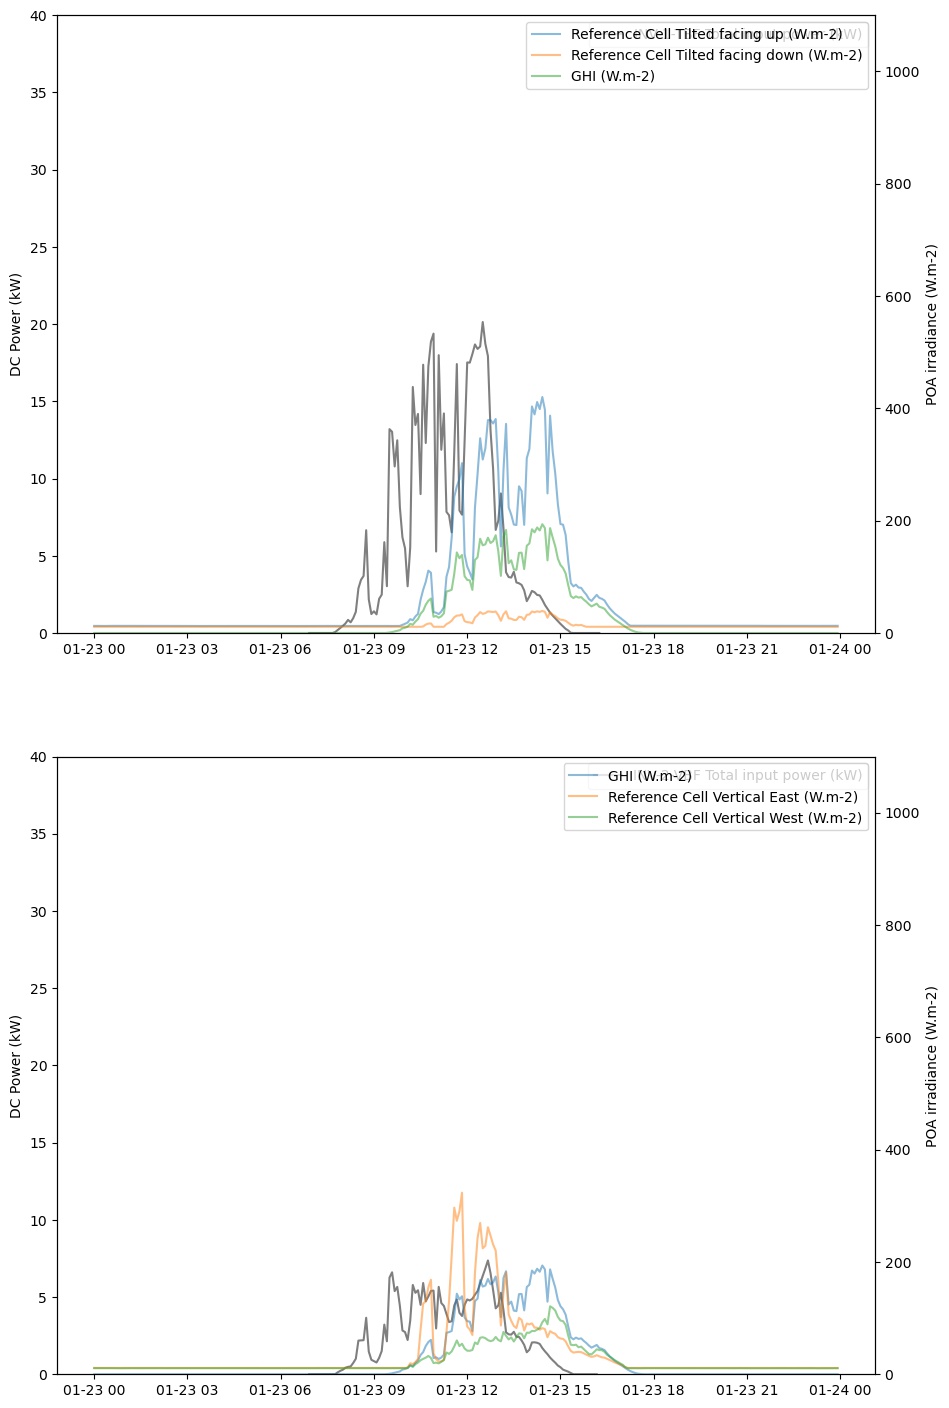 40
35
30
25
20
15
10
5
0
DC Power (kW)
Reference Cell Tilted facing up (W.m-2)
Reference Cell Tilted facing down (W.m-2)
GHI (W.m-2)
1000
800
600
400
200
0
POA irradiance (W.m-2)
01-23 00 01-23 03 01-23 06 01-23 09 01-23 12 01-23 15 01-23 18 01-23 21 01-24 00
40
35
30
25
20
15
10
5
0
DC Power (kW)
GHI (W.m-2) Total input power (kW)
Reference Cell Vertical East (W.m-2)
Reference Cell Vertical West (W.m-2)
1000
800
600
400
200
0
POA irradiance (W.m-2)
01-23 00 01-23 03 01-23 06 01-23 09 01-23 12 01-23 15 01-23 18 01-23 21 01-24 00